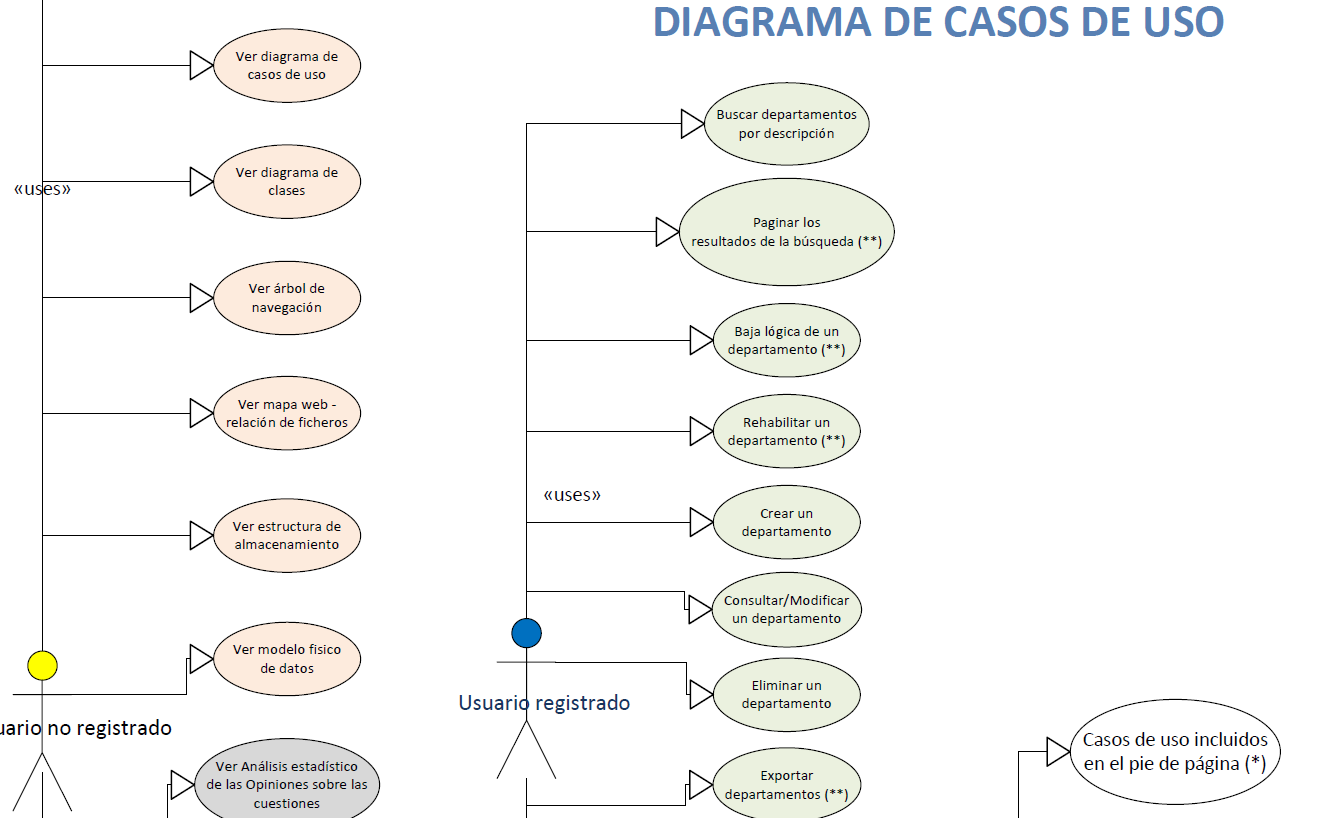 DIAGRAMA DE CASOS DE USO
Ver diagrama de
casos de uso
Ver diagrama de
clases
«uses»
Ver árbol de
navegación
Ver mapa web -
relación de ficheros
Ver estructura de
almacenamiento
Ver modelo fisico
de datos
no registrado
Ver Análisis estadístico
de las Opiniones sobre las
cuestiones
Buscar departamentos
por descripción
Paginar los
resultados de la búsqueda (**)
Baja lógica de un
departamento (**)
Rehabilitar un
departamento (**)
«uses»
Crear un
departamento
Consultar/Modificar
un departamento
Usuario registrado
Eliminar un
departamento
Exportar
departamentos (**)
Casos de uso incluidos
en el pie de página (*)